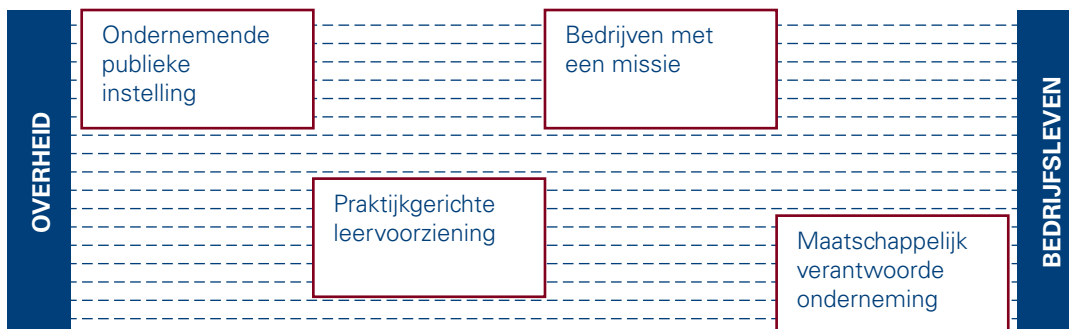 OVERHEID
Ondernemende
publieke
instelling
Bedrijven met
een missie
Praktijkgerichte
leervoorziening
Maatschappelijk
verantwoorde
onderneming
BEDRIJFSLEVEN